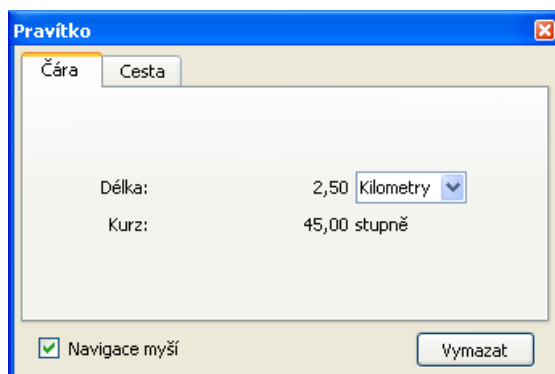 Pravítko
Čára Cesta
Délka: 2,50 Kilometry
Kurz: 45,00 stupně
Navigace myší Vymazat